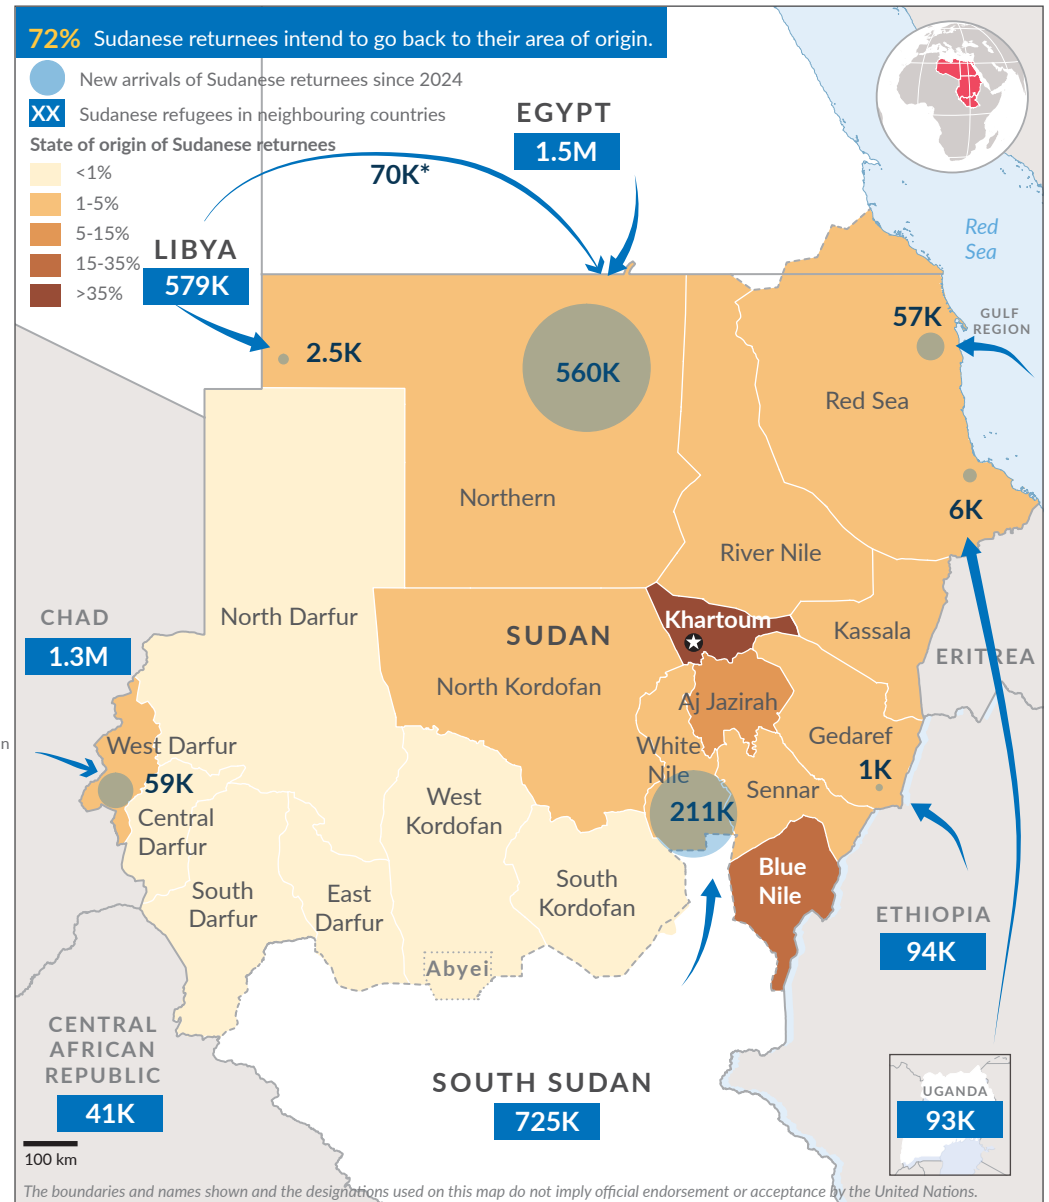 72% Sudanese returnees intend to go back to their area of origin.
New arrivals of Sudanese returnees since 2024
XX Sudanese refugees in neighbouring countries
State of origin of Sudanese returnees
<1%
1-5%
5-15%
15-35%
>35%
EGYPT
1.5M
70K*
LIBYA
579K
Red
Sea
GULF
REGION
57K
2.5K
560K
Red Sea
Northern
6K
River Nile
CHAD
1.3M
North Darfur
SUDAN
Khartoum
Kassala
ERITREA
North Kordofan
Aj Jazirah
n
West Darfur
White
Nile
Gedaref
59K
1K
Sennar
Central
Darfur
West
Kordofan
211K
South
Darfur
East
Darfur
South
Kordofan
Blue
Nile
Abyei
ETHIOPIA
94K
CENTRAL
AFRICAN
REPUBLIC
41K
SOUTH SUDAN
725K
UGANDA
93K
100 km
The boundaries and names shown and the designations used on this map do not imply official endorsement or acceptance by the United Nations.